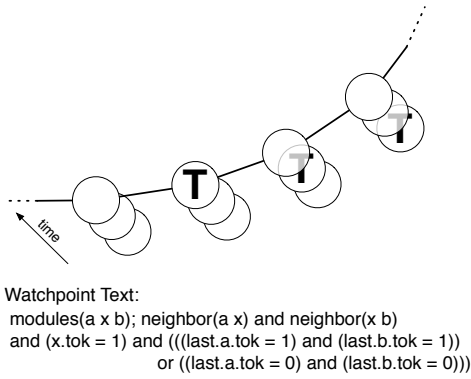 T
T
T
time
Watchpoint Text:
modules(a x b); neighbor(a x) and neighbor(x b)
and (x.tok = 1) and (((last.a.tok = 1) and (last.b.tok = 1))
or ((last.a.tok = 0) and (last.b.tok = 0)))